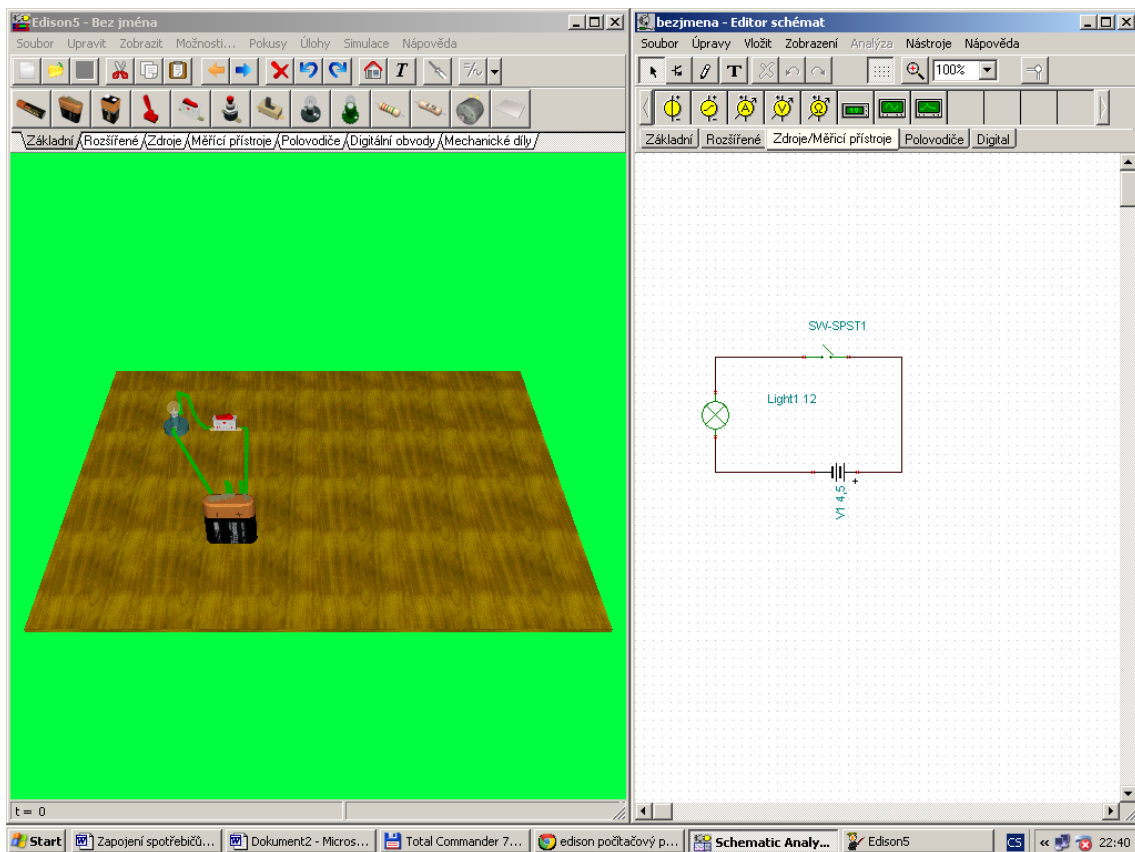 Edison5 - Bez jména
Soubor Upravit Zobrazit Možnosti... Pokusy Úlohy Simulace Nápověda
T
Základní Rozšířené Zdroje Měřící přístroje Polovodiče Digitální obvody Mechanické díly
t = 0
bezjmena - Editor schémat
Soubor Úpravy Vložit Zobrazení Analýza Nástroje Nápověda
T 100%
A V Ω
Základní Rozšířené Zdroje/Měřicí přístroje Polovodiče Digital
SW-SPST1
Light1 12
+
V1 4,5
Start Zapojení spotřebičů... Dokument2 - Micros... Total Commander 7... edison počítačový p... Schematic Analy... Edison5 CS « 22:40